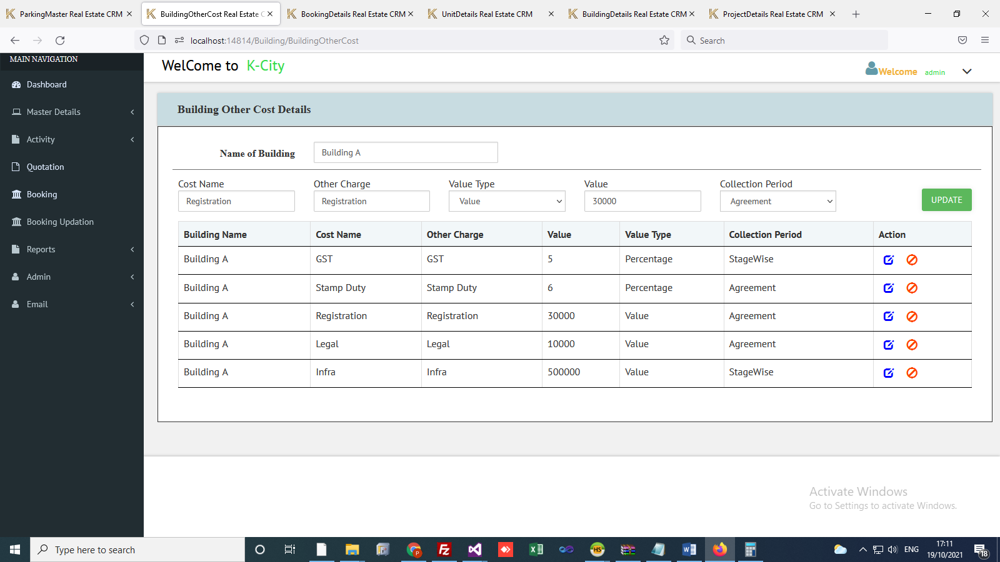 ParkingMaster Real Estate CRM
BuildingOtherCost Real Estate C
BookingDetails Real Estate CRM
UnitDetails Real Estate CRM
BuildingDetails Real Estate CRM
ProjectDetails Real Estate CRM
localhost:14814/Building/BuildingOtherCost
Search
MAIN NAVIGATION
Dashboard
Master Details
Activity
Quotation
Booking
Booking Updation
Reports
Admin
Email
WelCome to K-City
Welcome admin
Building Other Cost Details
Name of Building Building A
Cost Name Other Charge Value Type Value Collection Period
Registration Registration Value 30000 Agreement UPDATE
Building Name Cost Name Other Charge Value Value Type Collection Period Action
Building A GST GST 5 Percentage StageWise
Building A Stamp Duty Stamp Duty 6 Percentage Agreement
Building A Registration Registration 30000 Value Agreement
Building A Legal Legal 10000 Value Agreement
Building A Infra Infra 500000 Value StageWise
Activate Windows
Go to Settings to activate Windows.
Type here to search
P
HS
ENG
17:11
19/10/2021
18